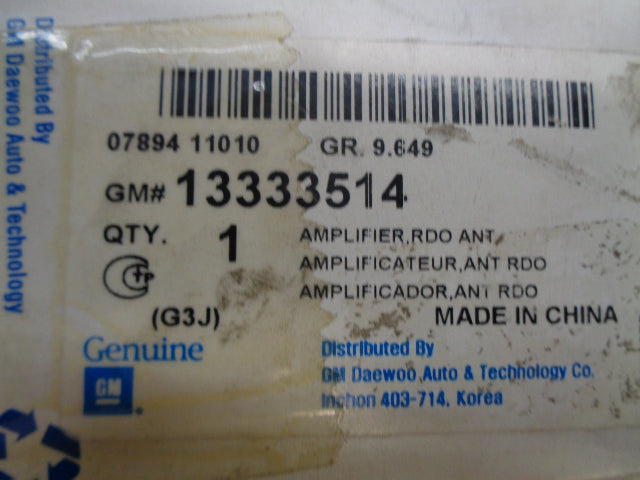 Distributed By
GM Daewoo Auto & Technology
07894 11010 GR. 9.649
GM# 13333514
QTY. 1 AMPLIFIER,RDO ANT
AMPLIFICATEUR,ANT RDO
AMPLIFICADOR,ANT RDO
(G3J) MADE IN CHINA
Genuine
GM
Distributed By
GM Daewoo Auto & Technology Co.
Inchon 403-714, Korea